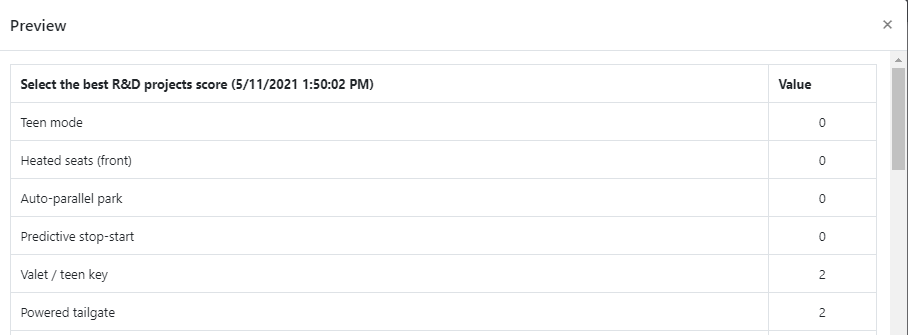 Preview
Select the best R&D projects score (5/11/2021 1:50:02 PM) Value
Teen mode 0
Heated seats (front) 0
Auto-parallel park 0
Predictive stop-start 0
Valet / teen key 2
Powered tailgate 2